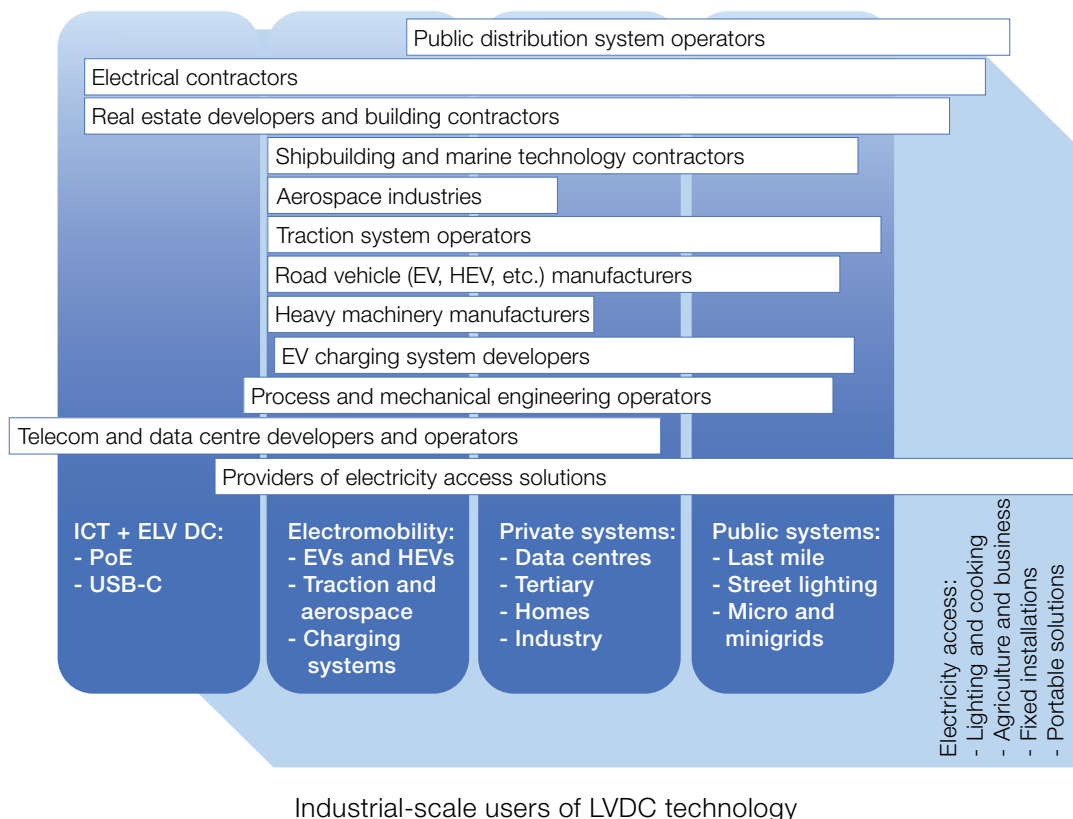 Public distribution system operators
Electrical contractors
Real estate developers and building contractors
Shipbuilding and marine technology contractors
Aerospace industries
Traction system operators
Road vehicle (EV, HEV, etc.) manufacturers
Heavy machinery manufacturers
EV charging system developers
Process and mechanical engineering operators
Telecom and data centre developers and operators
Providers of electricity access solutions
ICT + ELV DC:
- PoE
- USB-C
Electromobility:
- EVs and HEVs
- Traction and
aerospace
- Charging
systems
Private systems:
- Data centres
- Tertiary
- Homes
- Industry
Public systems:
- Last mile
- Street lighting
- Micro and
minigrids
Electricity access:
- Lighting and cooking
- Agriculture and business
- Fixed installations
- Portable solutions
Industrial-scale users of LVDC technology